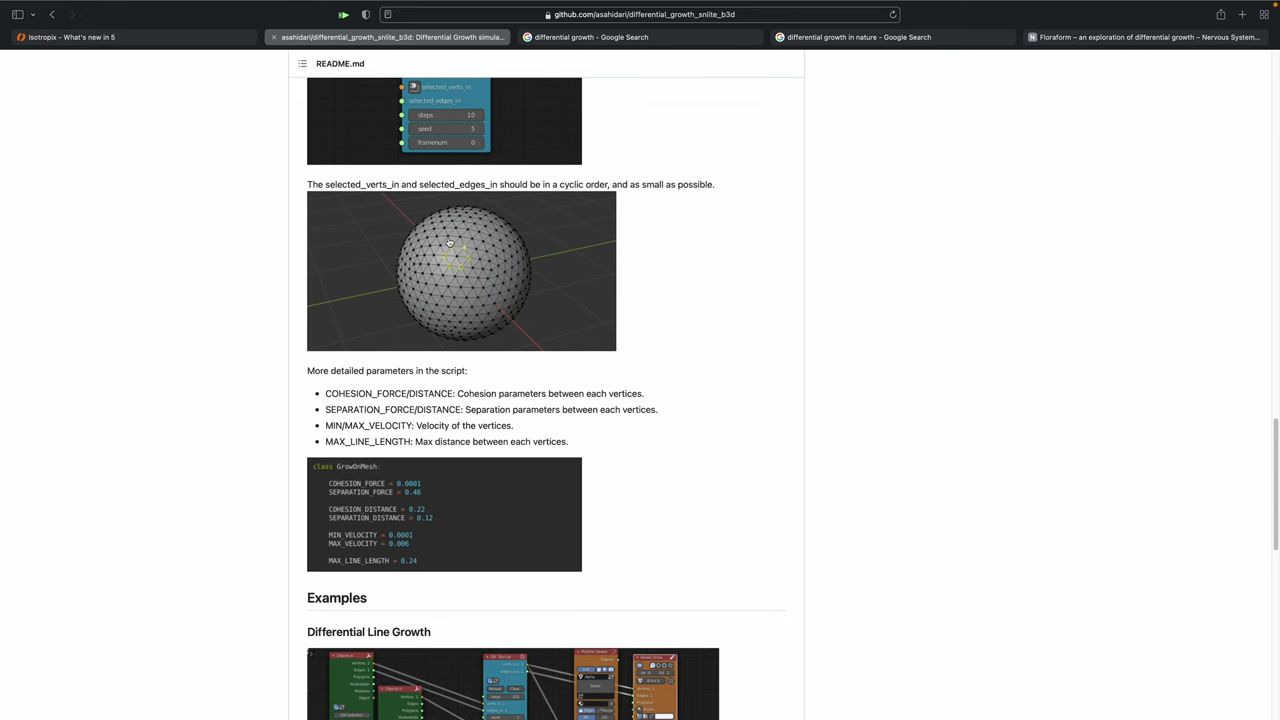 github.com/asahidari/differential_growth_snlite_b3d
Isotropix - What's new in 5
asahidari/differential_growth_snlite_b3d: Differential Growth simula...
differential growth - Google Search
differential growth in nature - Google Search
Floraform – an exploration of differential growth – Nervous System...
README.md
selected_verts_in
selected_edges_in
steps 10
seed 5
framenum 0
The selected_verts_in and selected_edges_in should be in a cyclic order, and as small as possible.
More detailed parameters in the script:
COHESION_FORCE/DISTANCE: Cohesion parameters between each vertices.
SEPARATION_FORCE/DISTANCE: Separation parameters between each vertices.
MIN/MAX_VELOCITY: Velocity of the vertices.
MAX_LINE_LENGTH: Max distance between each vertices.
class GrowOnMesh:
COHESION_FORCE = 0.0001
SEPARATION_FORCE = 0.46
COHESION_DISTANCE = 0.22
SEPARATION_DISTANCE = 0.12
MIN_VELOCITY = 0.0001
MAX_VELOCITY = 0.006
MAX_LINE_LENGTH = 0.24
Examples
Differential Line Growth